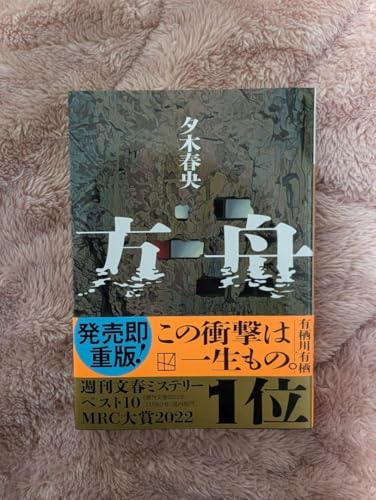 夕木春央
方舟
発売即
重版!
この衝撃は
一生もの。
有栖川有栖
週刊文春ミステリー
ベスト10
MRC大賞2022
1位